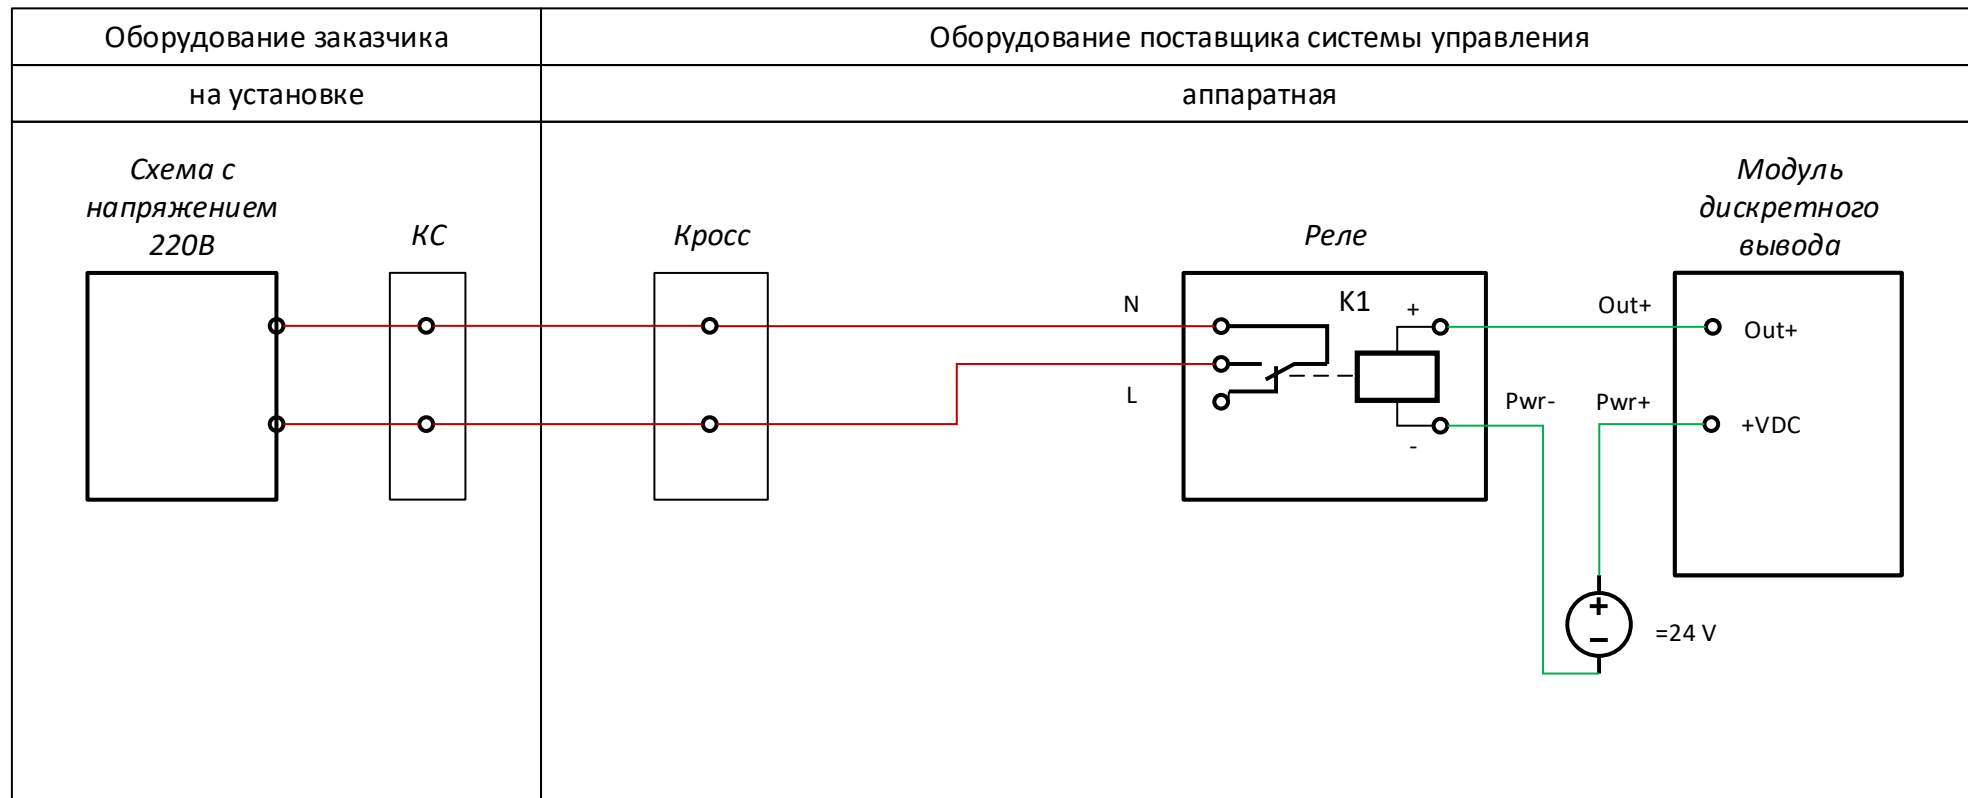 Оборудование заказчика
Оборудование поставщика системы управления
на установке
аппаратная
Схема с
напряжением
220В
КС
Кросс
Реле
Модуль
дискретного
вывода
N
L
K1
+
-
Out+
Out+
Pwr-
Pwr+
+VDC
=24 V